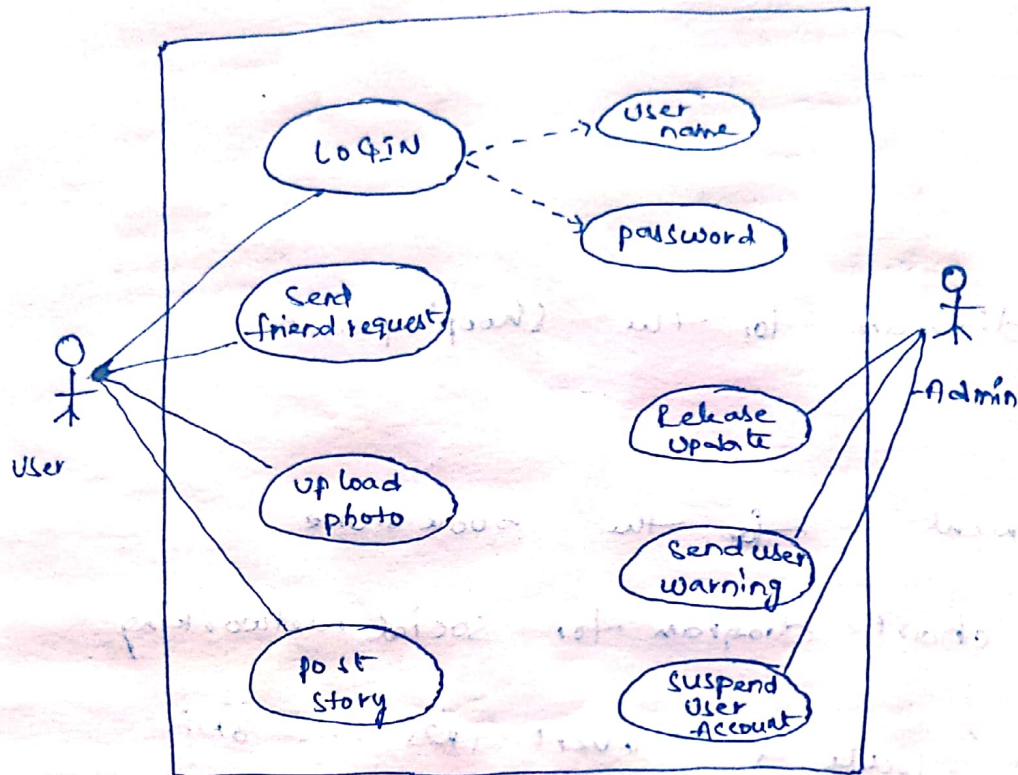 LOGIN
User
name
password
Send
friend request
User
upload
photo
post
story
Release
Update
Admin
Send user
warning
suspend
User
Account